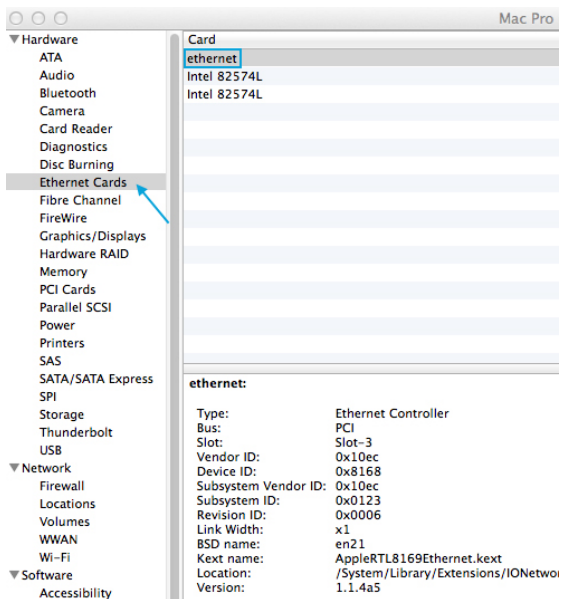 Mac Pro
Hardware
ATA
Audio
Bluetooth
Camera
Card Reader
Diagnostics
Disc Burning
Ethernet Cards
Fibre Channel
FireWire
Graphics/Displays
Hardware RAID
Memory
PCI Cards
Parallel SCSI
Power
Printers
SAS
SATA/SATA Express
SPI
Storage
Thunderbolt
USB
Network
Firewall
Locations
Volumes
WWAN
Wi-Fi
Software
Accessibility
Card
ethernet
Intel 82574L
Intel 82574L
ethernet:
Type: Ethernet Controller
Bus: PCI
Slot: Slot-3
Vendor ID: 0x10ec
Device ID: 0x8168
Subsystem Vendor ID: 0x10ec
Subsystem ID: 0x0123
Revision ID: 0x0006
Link Width: x1
BSD name: en21
Kext name: AppleRTL8169Ethernet.kext
Location: /System/Library/Extensions/IONetwor
Version: 1.1.4a5